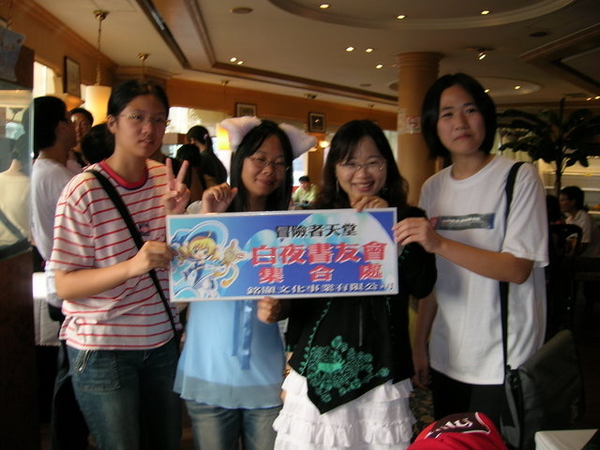 冒險者天堂
白夜書友會
集合處
銘顯文化事業有限公司